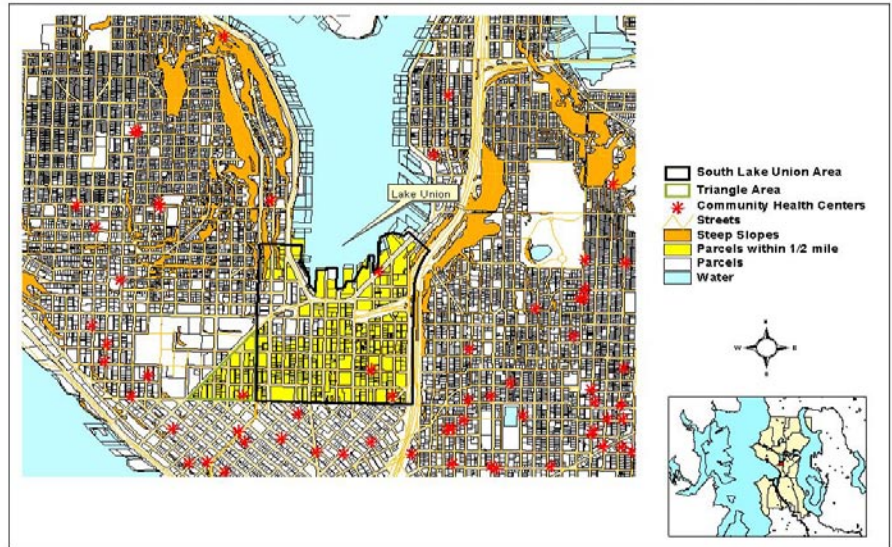 Lake Union
South Lake Union Area
Triangle Area
Community Health Centers
Streets
Steep Slopes
Parcels within 1/2 mile
Parcels
Water
W
E